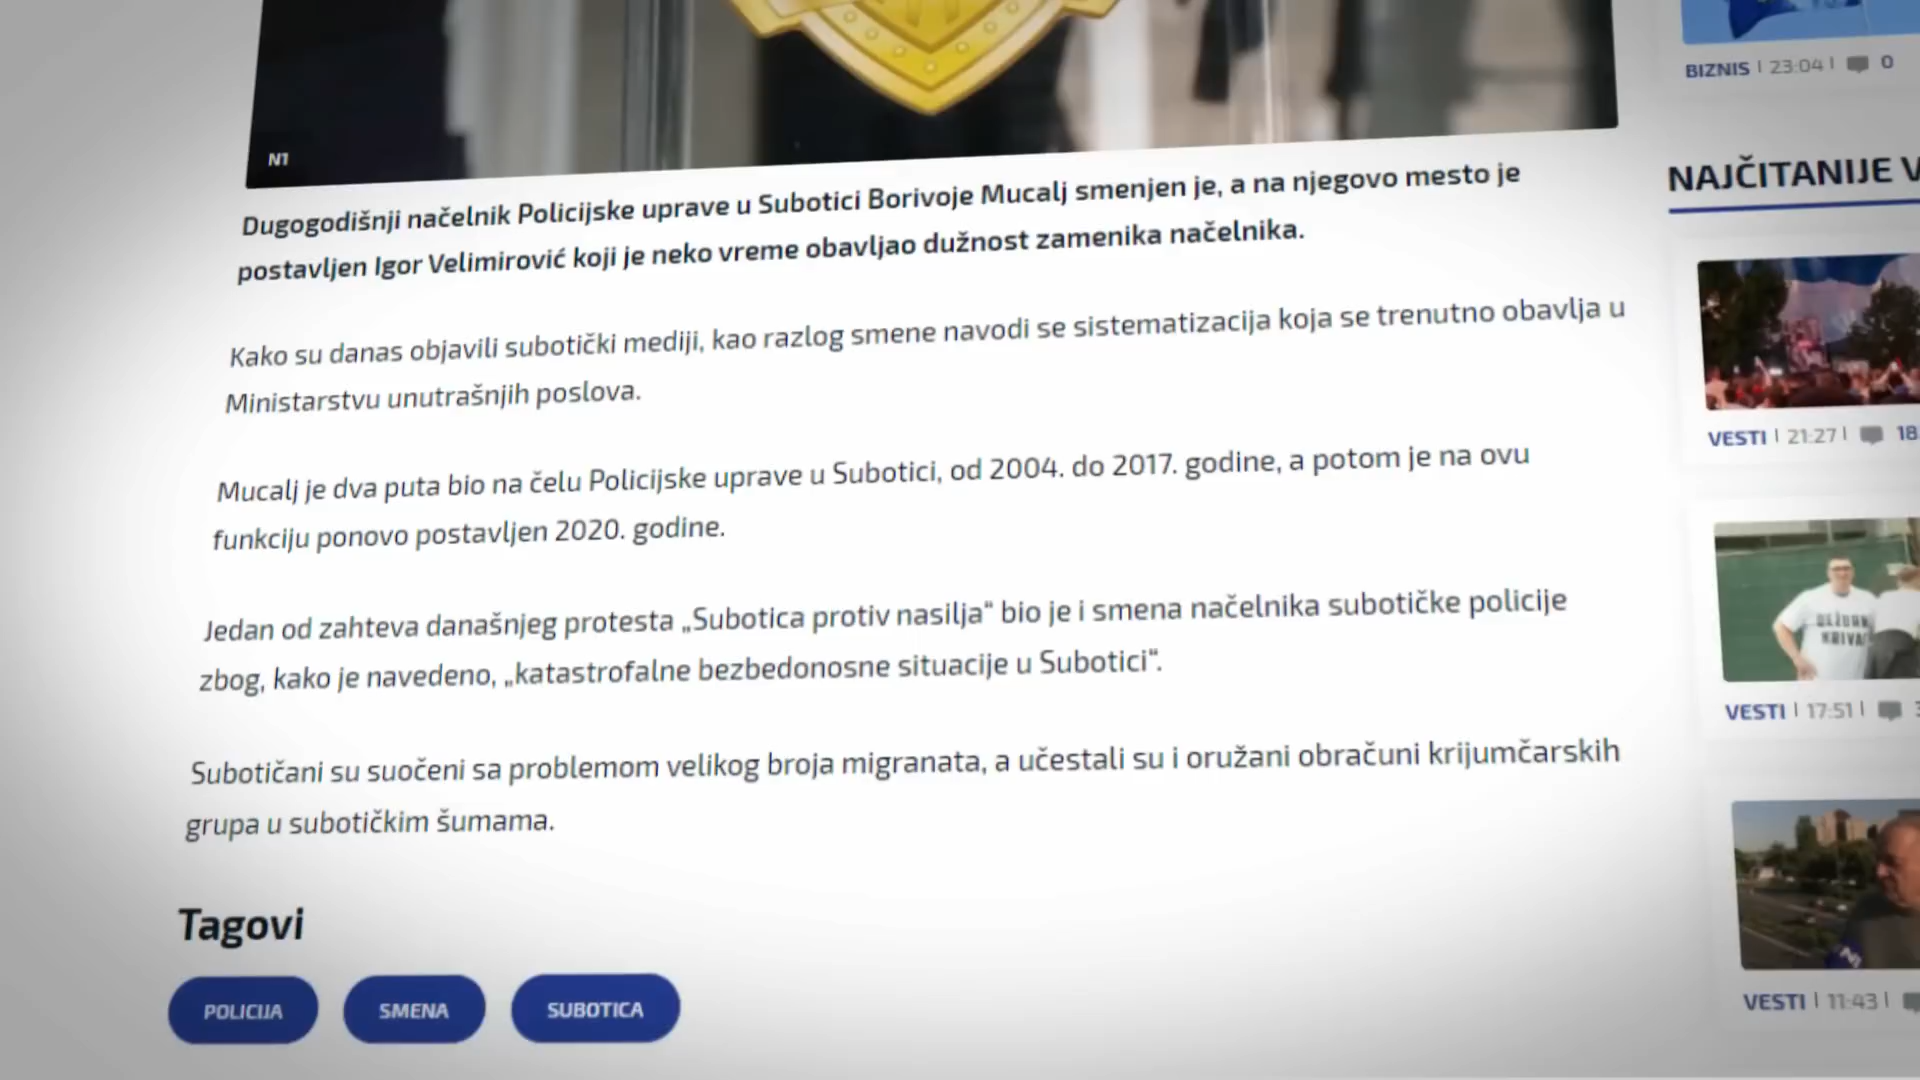 N1
Dugogodišnji načelnik Policijske uprave u Subotici Borivoje Mucalj smenjen je, a na njegovo mesto je
postavljen Igor Velimirović koji je neko vreme obavljao dužnost zamenika načelnika.
Kako su danas objavili subotički mediji, kao razlog smene navodi se sistematizacija koja se trenutno obavlja u
Ministarstvu unutrašnjih poslova.
Mucalj je dva puta bio na čelu Policijske uprave u Subotici, od 2004. do 2017. godine, a potom je na ovu
funkciju ponovo postavljen 2020. godine.
Jedan od zahteva današnjeg protesta „Subotica protiv nasilja“ bio je i smena načelnika subotičke policije
zbog, kako je navedeno, „katastrofalne bezbedonosne situacije u Subotici“.
Subotičani su suočeni sa problemom velikog broja migranata, a učestali su i oružani obračuni krijumčarskih
grupa u subotičkim šumama.
Tagovi
POLICIJA SMENA SUBOTICA
BIZNIS | 23:04 | 0
NAJČITANIJE V
VESTI | 21:27 | 18
VESTI | 17:51 |
VESTI | 11:43 |